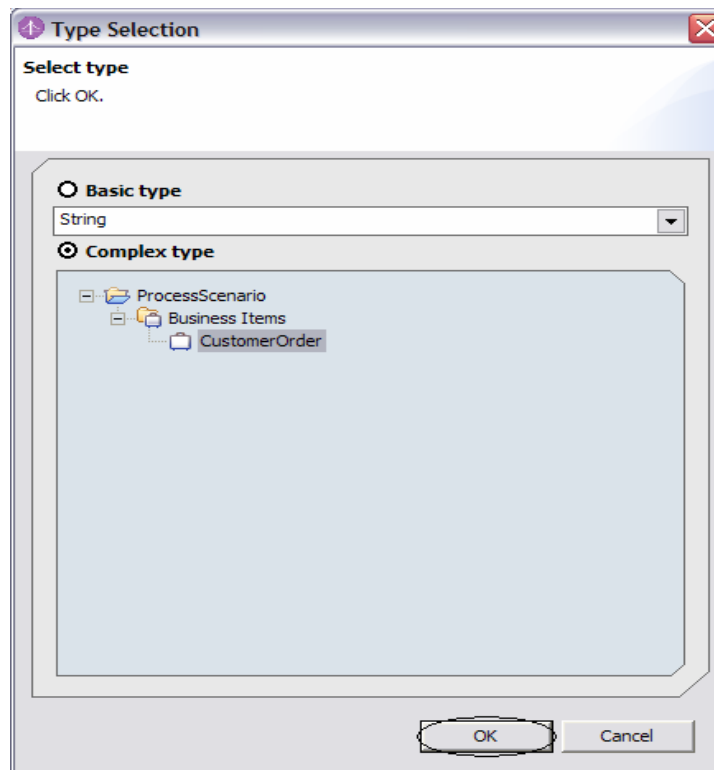 Type Selection
Select type
Click OK.
Basic type
String
Complex type
ProcessScenario
Business Items
CustomerOrder
OK Cancel